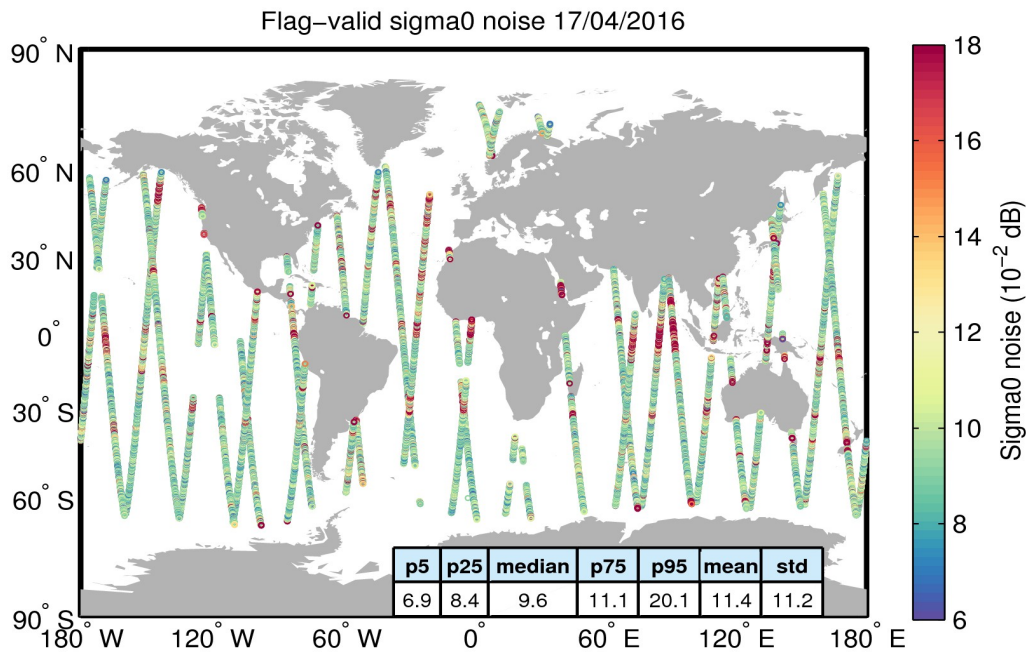 Flag−valid sigma0 noise 17/04/2016
90° N
60° N
30° N
0°
30° S
60° S
90° S
180° W
120° W
60° W
0°
60° E
120° E
180° E
p5 p25 median p75 p95 mean std
6.9 8.4 9.6 11.1 20.1 11.4 11.2
18
16
14
12
10
8
6
Sigma0 noise (10⁻² dB)